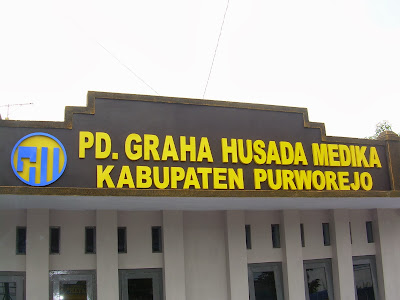 PD. GRAHA HUSADA MEDIKA
KABUPATEN PURWOREJO